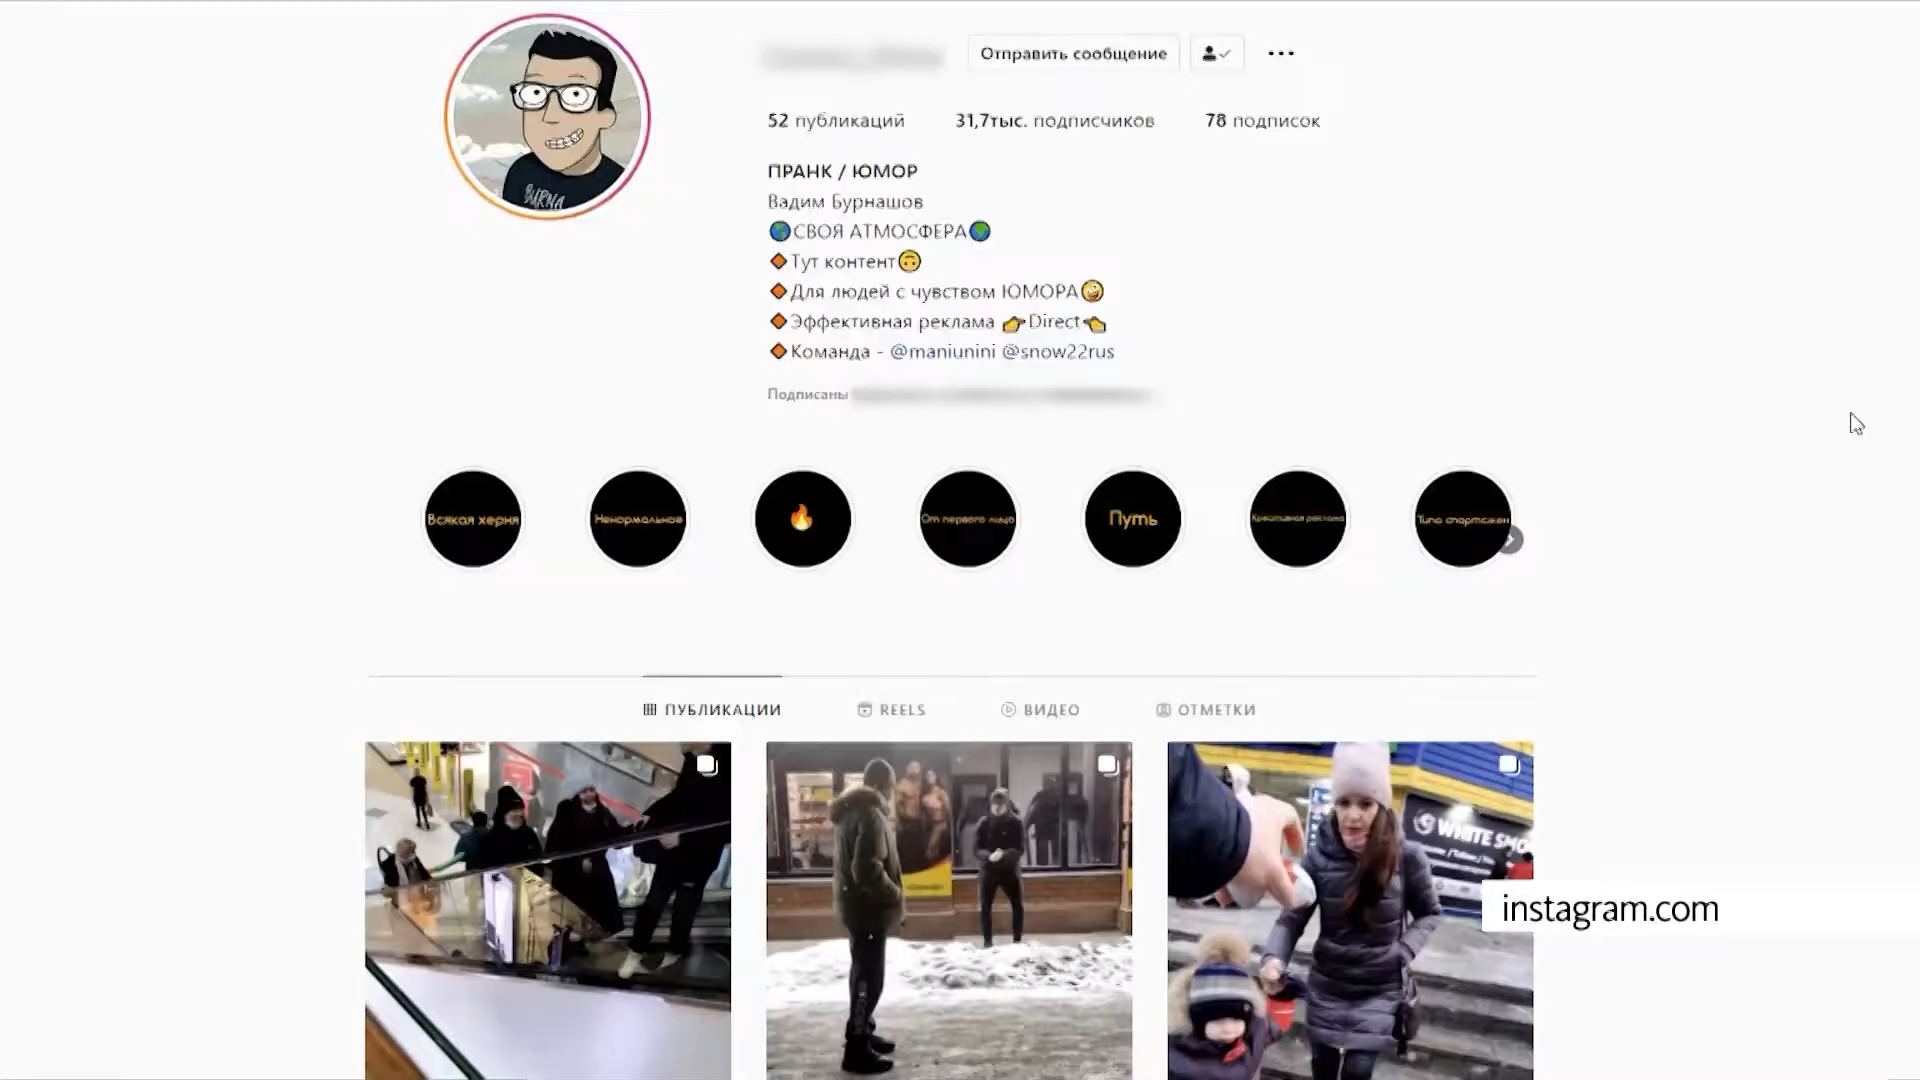 Отправить сообщение
52 публикаций 31,7тыс. подписчиков 78 подписок
ПРАНК / ЮМОР
Вадим Бурнашов
СВОЯ АТМОСФЕРА
Тут контент
Для людей с чувством ЮМОРА
Эффективная реклама Direct
Команда - @maniunini @snow22rus
Подписаны
Всякая херня
Ненормальное
От первого лица
Путь
Креативная реклама
Типа спортсмен
ПУБЛИКАЦИИ
REELS
ВИДЕО
ОТМЕТКИ
WHITE SMO
instagram.com